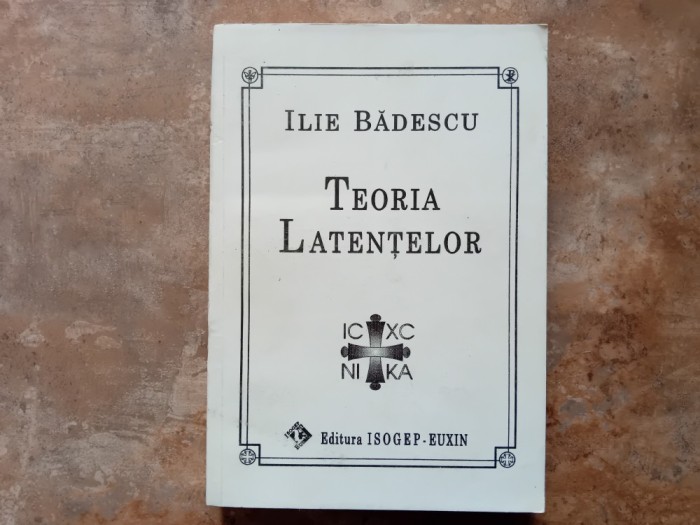 ILIE BĂDESCU
TEORIA
LATENȚELOR
IC XC
NI KA
Editura ISOGEP - EUXIN